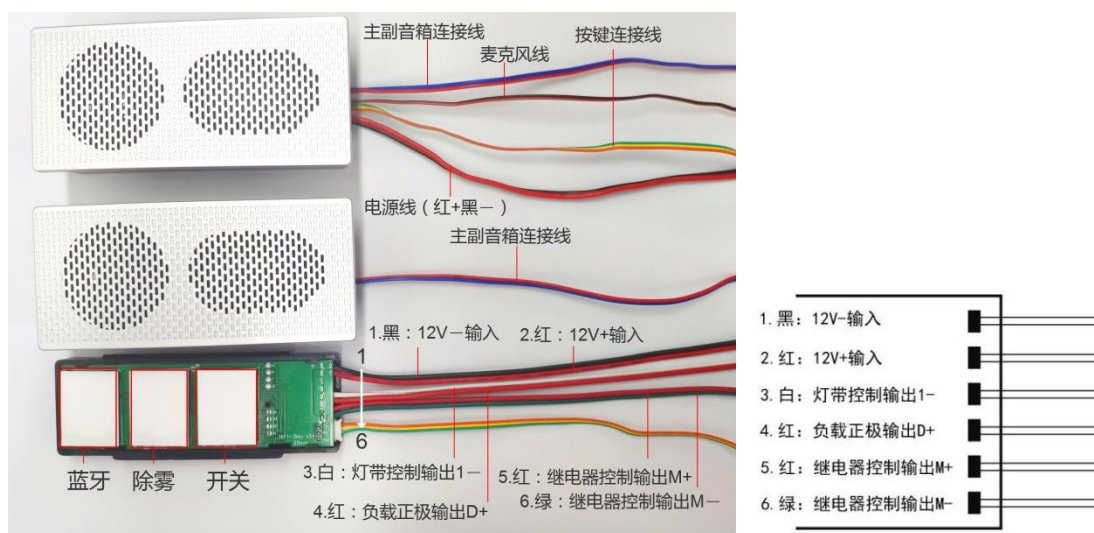 主副音箱连接线
麦克风线
按键连接线
电源线（红+黑－）
主副音箱连接线
1.黑：12V－输入
2.红：12V+输入
1
6
蓝牙
除雾
开关
3.白：灯带控制输出1－
4.红：负载正极输出D+
5.红：继电器控制输出M+
6.绿：继电器控制输出M－
1.黑：12V-输入
2.红：12V+输入
3.白：灯带控制输出1-
4.红：负载正极输出D+
5.红：继电器控制输出M+
6.绿：继电器控制输出M-